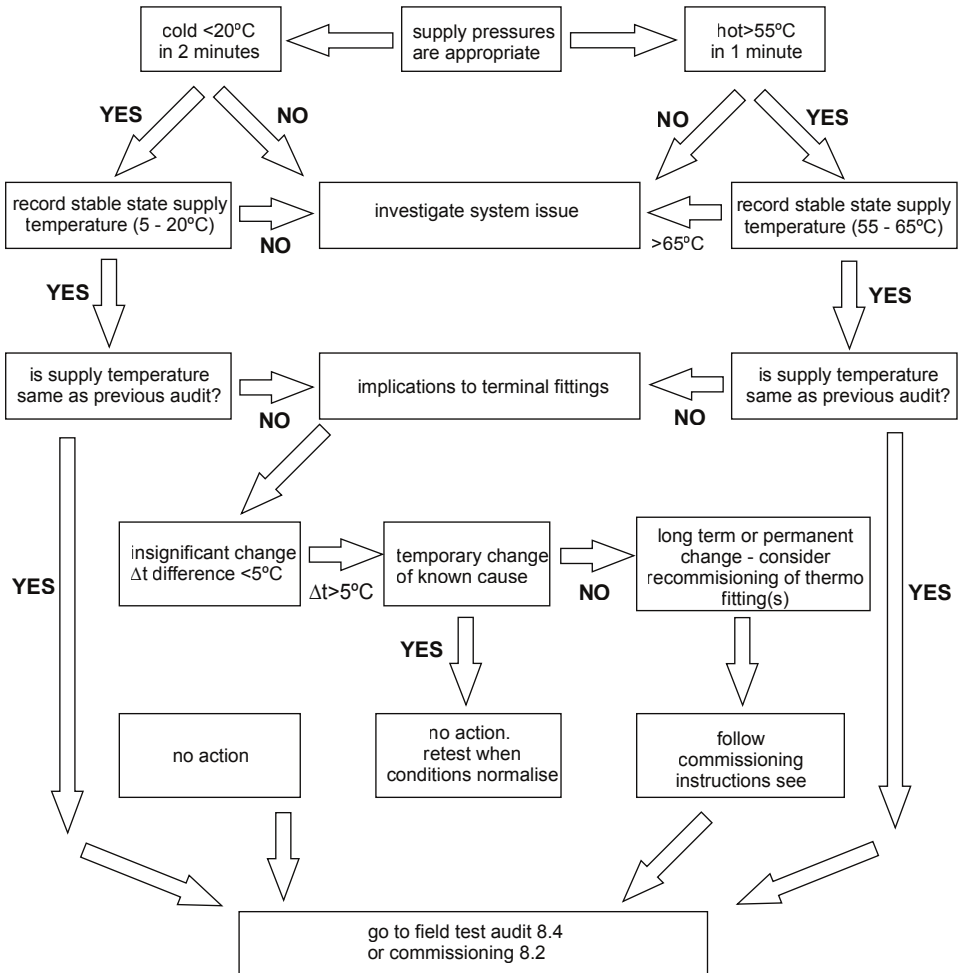 cold <20ºC
in 2 minutes
supply pressures
are appropriate
hot>55ºC
in 1 minute
YES
NO
NO
YES
record stable state supply
temperature (5 - 20ºC)
NO
investigate system issue
>65ºC
record stable state supply
temperature (55 - 65ºC)
YES
YES
is supply temperature
same as previous audit?
NO
implications to terminal fittings
NO
is supply temperature
same as previous audit?
insignificant change
Δt difference <5ºC
Δt>5ºC
temporary change
of known cause
NO
long term or permanent
change - consider
recommisioning of thermo
fitting(s)
YES
YES
YES
no action
no action.
retest when
conditions normalise
follow
commissioning
instructions see
go to field test audit 8.4
or commissioning 8.2